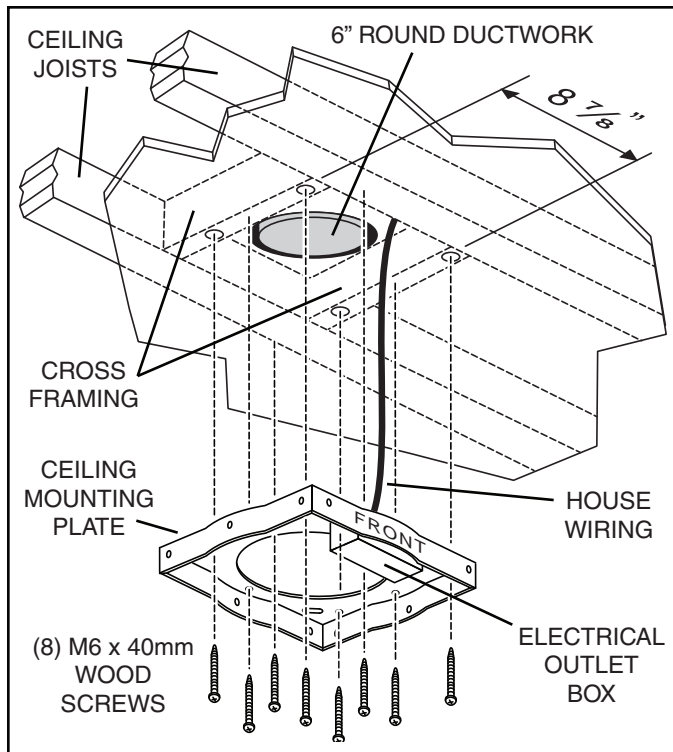 CEILING
JOISTS
6” ROUND DUCTWORK
8 7/8 ”
CROSS
FRAMING
CEILING
MOUNTING
PLATE
FRONT
HOUSE
WIRING
(8) M6 x 40mm
WOOD
SCREWS
ELECTRICAL
OUTLET
BOX